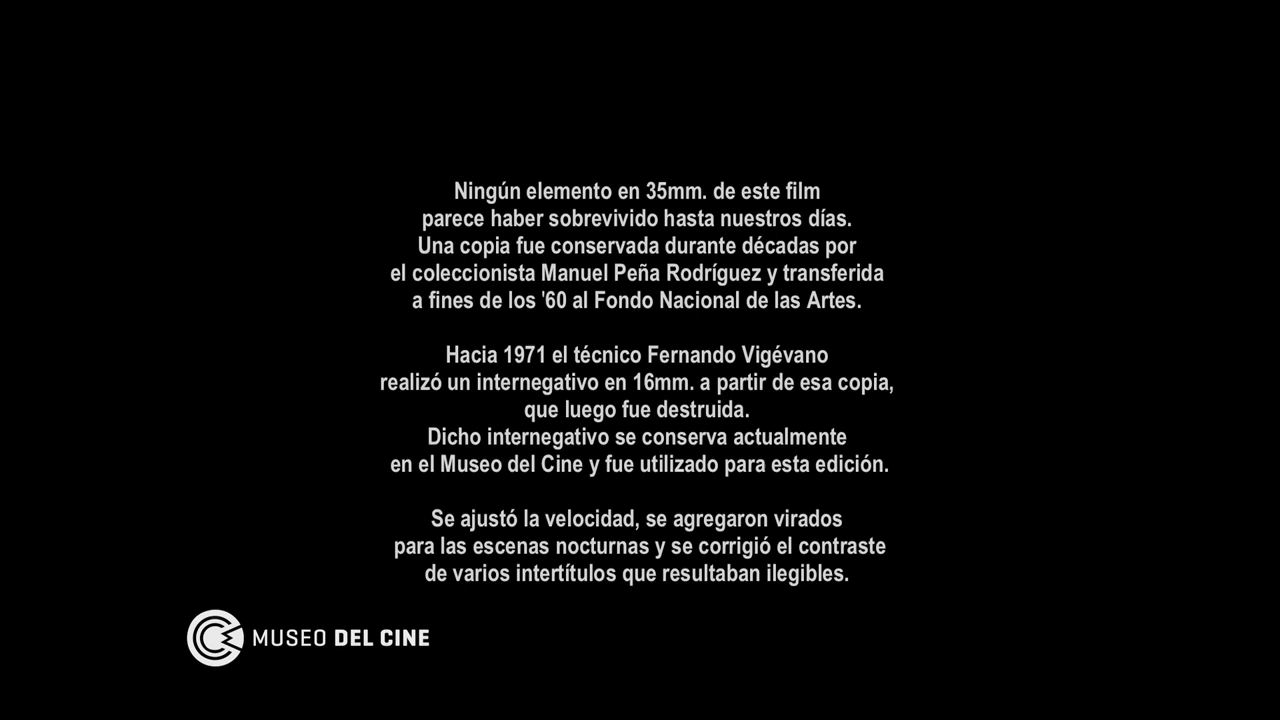 Ningún elemento en 35mm. de este film
parece haber sobrevivido hasta nuestros días.
Una copia fue conservada durante décadas por
el coleccionista Manuel Peña Rodríguez y transferida
a fines de los '60 al Fondo Nacional de las Artes.
Hacia 1971 el técnico Fernando Vigévano
realizó un internegativo en 16mm. a partir de esa copia,
que luego fue destruida.
Dicho internegativo se conserva actualmente
en el Museo del Cine y fue utilizado para esta edición.
Se ajustó la velocidad, se agregaron virados
para las escenas nocturnas y se corrigió el contraste
de varios intertítulos que resultaban ilegibles.
MUSEO DEL CINE